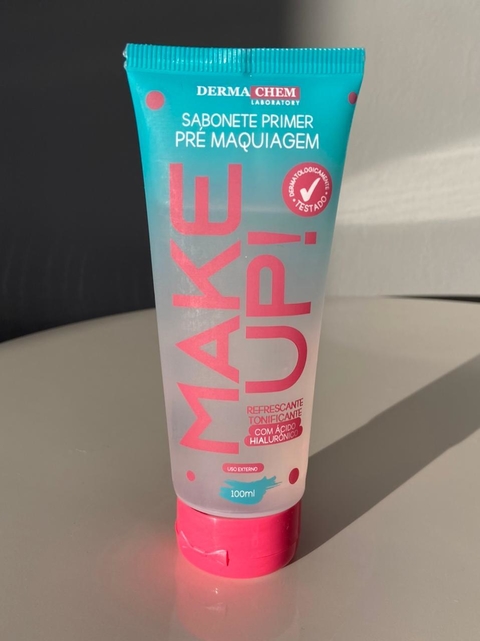 DERMA CHEM
LABORATORY
SABONETE PRIMER
PRÉ MAQUIAGEM
DERMATOLOGICAMENTE
TESTADO
MAKE
UP!
REFRESCANTE
TONIFICANTE
COM ÁCIDO
HIALURÔNICO
USO EXTERNO
100ml